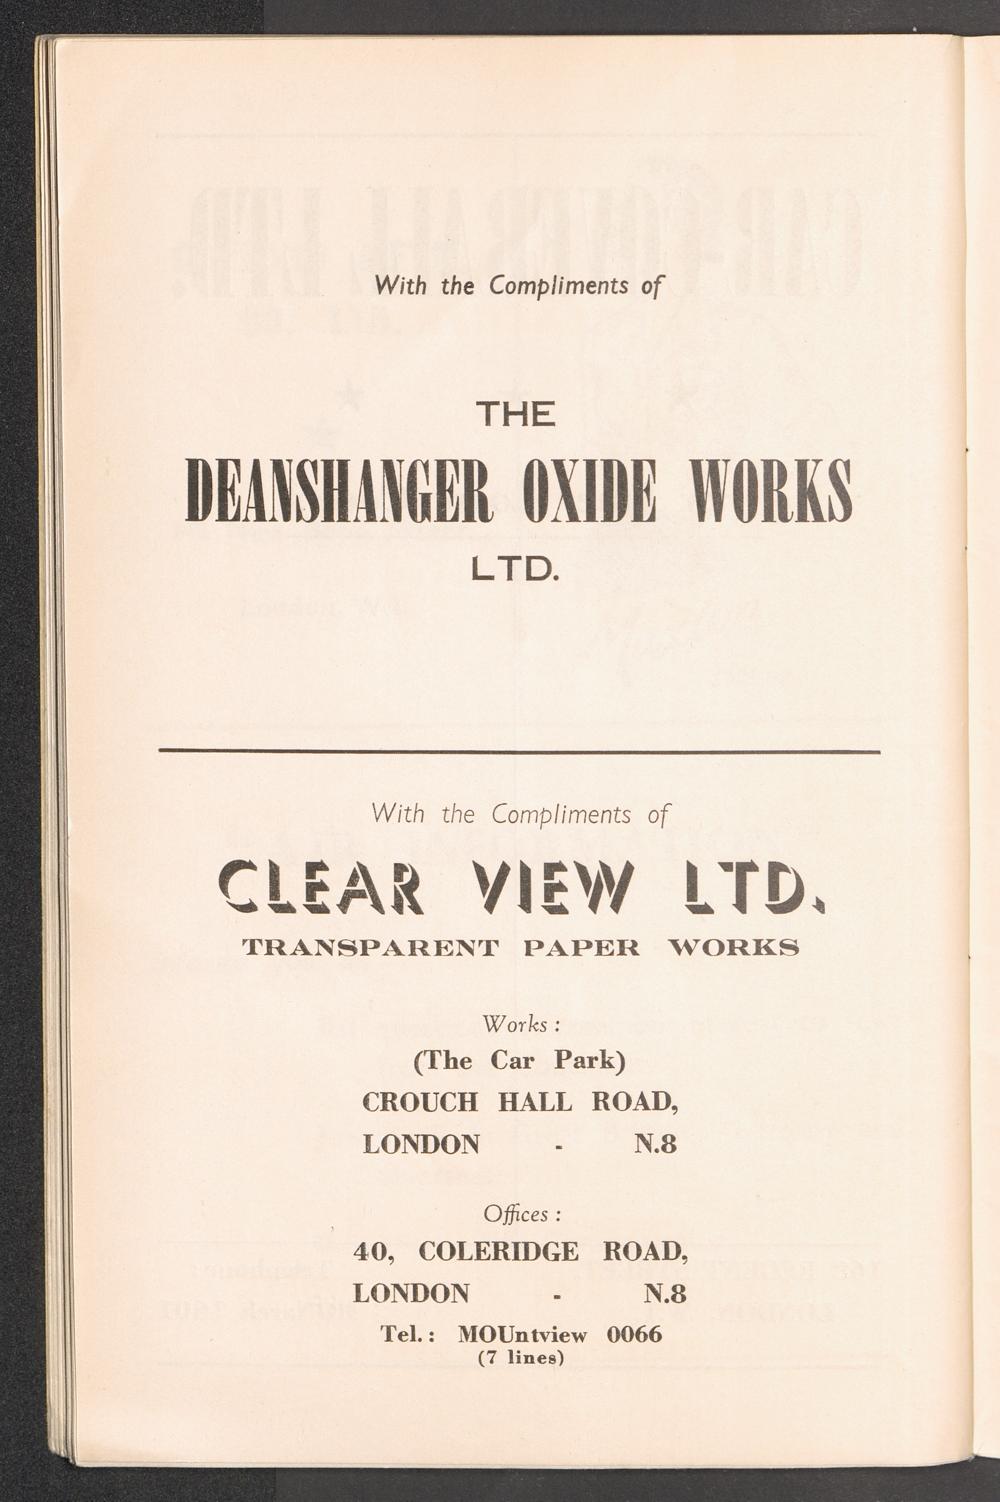 With the Compliments of
THE
DEANSHANGER OXIDE WORKS
LTD.
With the Compliments of
CLEAR VIEW LTD.
TRANSPARENT PAPER WORKS
Works :
(The Car Park)
CROUCH HALL ROAD,
LONDON - N.8
Offices :
40, COLERIDGE ROAD,
LONDON - N.8
Tel. : MOUntview 0066
(7 lines)